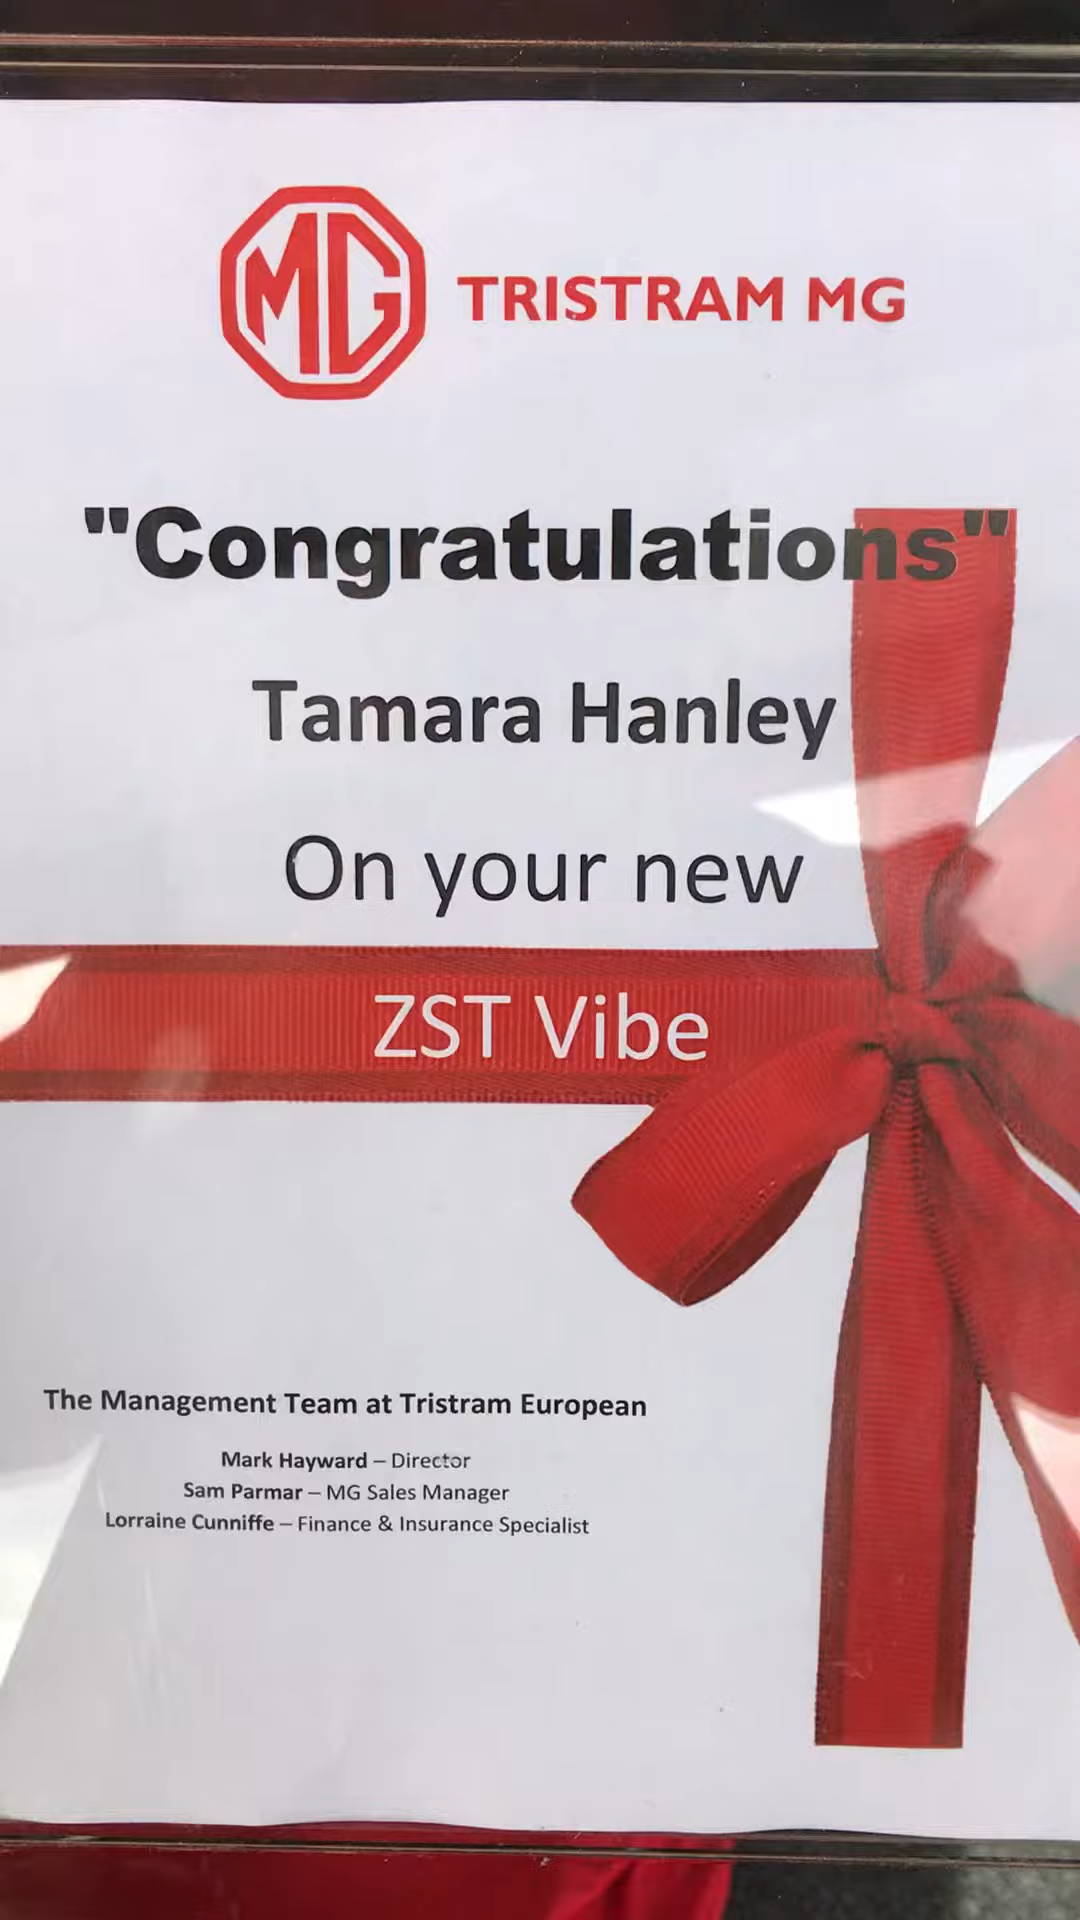 MG TRISTRAM MG
"Congratulations"
Tamara Hanley
On your new
ZST Vibe
The Management Team at Tristram European
Mark Hayward – Director
Sam Parmar – MG Sales Manager
Lorraine Cunniffe – Finance & Insurance Specialist